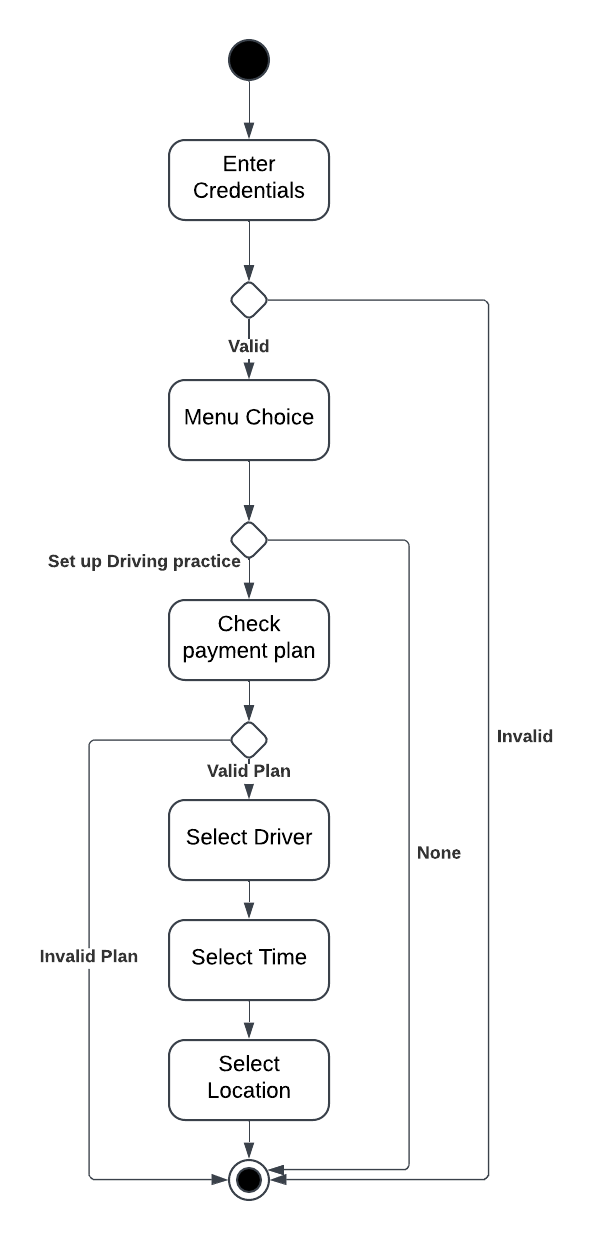 Enter
Credentials
Valid
Menu Choice
Set up Driving practice
Check
payment plan
Invalid
Valid Plan
Select Driver
None
Invalid Plan
Select Time
Select
Location